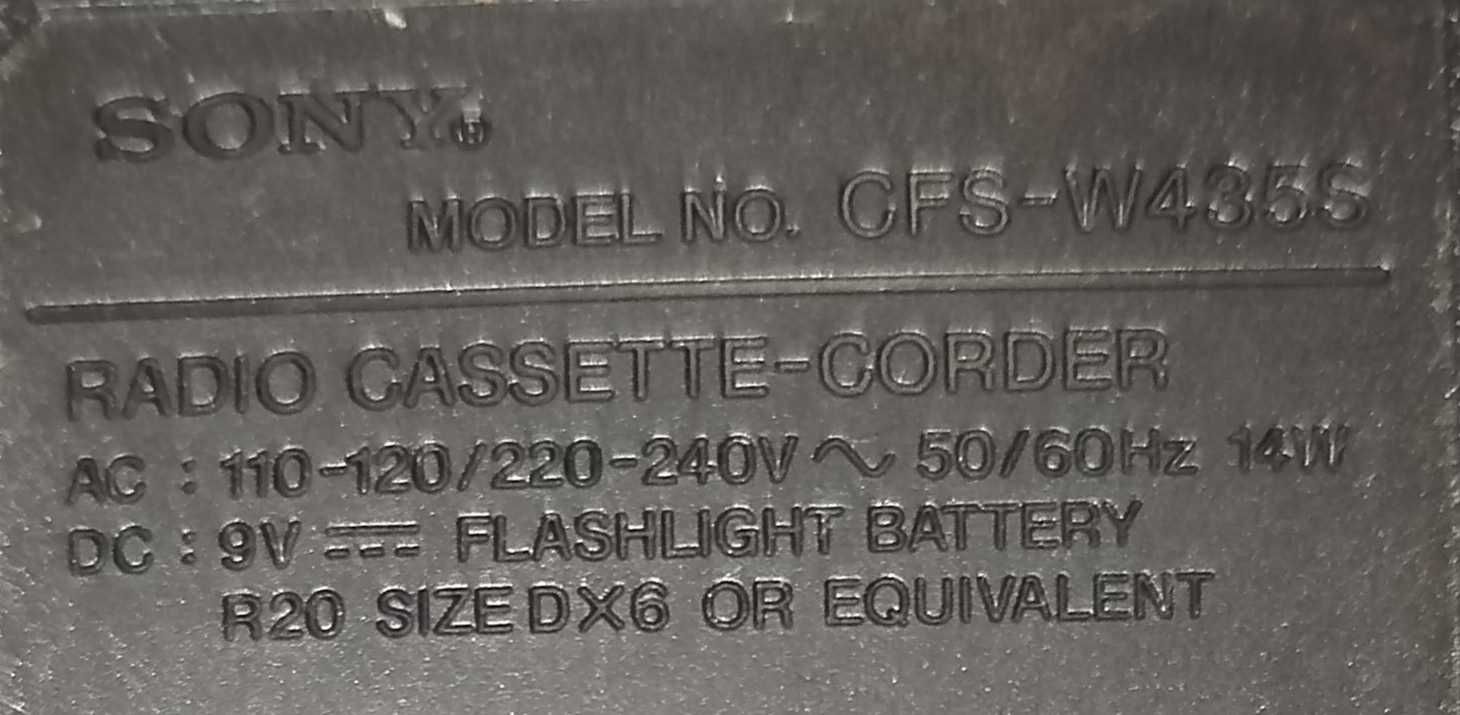 SONY®
MODEL NO. CFS-W435S
RADIO CASSETTE-CORDER
AC : 110-120/220-240V ~ 50/60Hz 14W
DC : 9V ⎓ FLASHLIGHT BATTERY
R20 SIZE DX6 OR EQUIVALENT